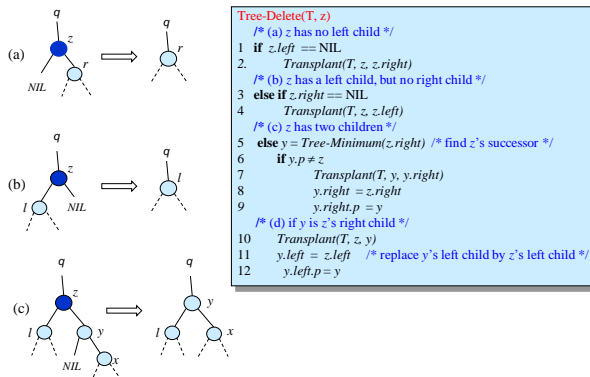 q
q
(a)
z
r
r
NIL
q
q
(b)
z
l
l
NIL
q
q
(c)
z
y
l
y
l
x
NIL
x
Tree-Delete(T, z)
/* (a) z has no left child */
1 if z.left == NIL
2. Transplant(T, z, z.right)
/* (b) z has a left child, but no right child */
3 else if z.right == NIL
4 Transplant(T, z, z.left)
/* (c) z has two children */
5 else y = Tree-Minimum(z.right) /* find z's successor */
6 if y.p ≠ z
7 Transplant(T, y, y.right)
8 y.right = z.right
9 y.right.p = y
/* (d) if y is z's right child */
10 Transplant(T, z, y)
11 y.left = z.left /* replace y's left child by z's left child */
12 y.left.p = y